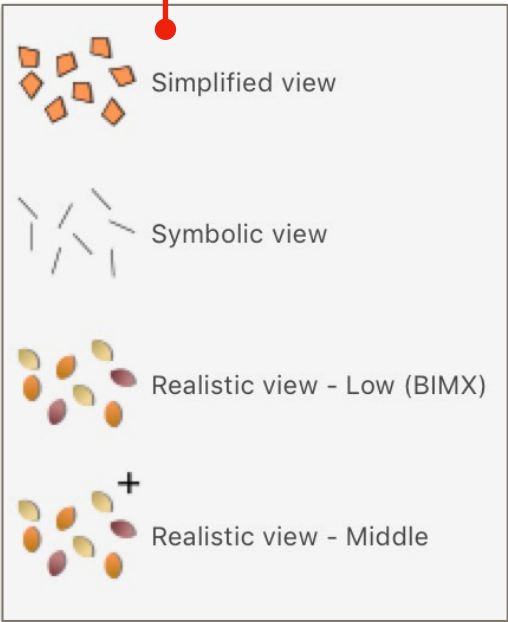 Simplified view
Symbolic view
Realistic view - Low (BIMX)
Realistic view - Middle